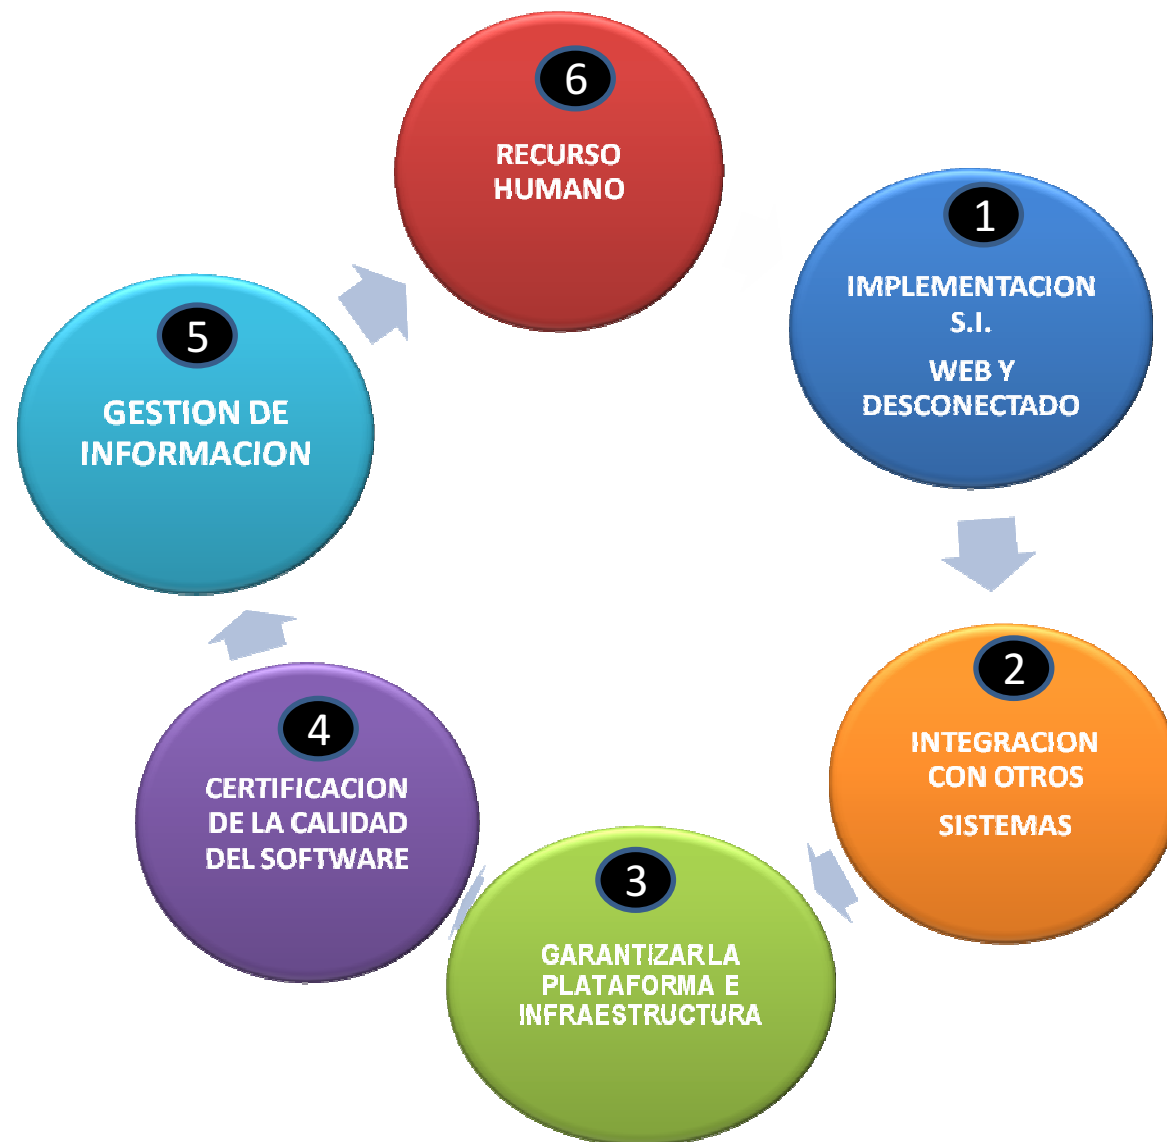 6
RECURSO
HUMANO
1
IMPLEMENTACION
S.I.
WEB Y
DESCONECTADO
2
INTEGRACION
CON OTROS
SISTEMAS
3
GARANTIZAR LA
PLATAFORMA E
INFRAESTRUCTURA
4
CERTIFICACION
DE LA CALIDAD
DEL SOFTWARE
5
GESTION DE
INFORMACION